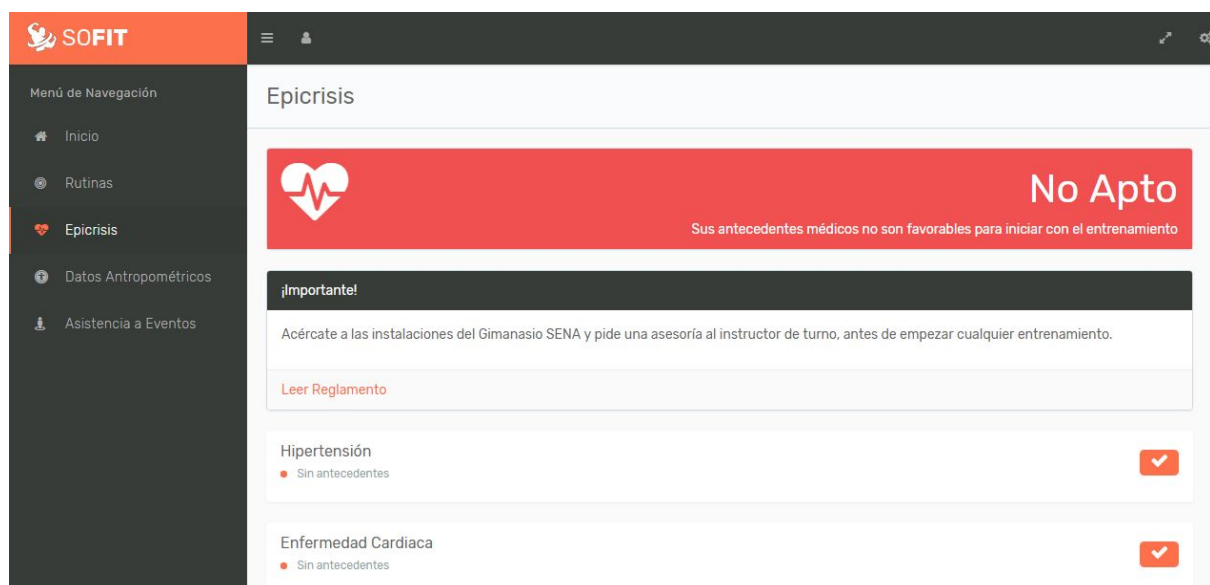 SOFIT
Menú de Navegación
Inicio
Rutinas
Epicrisis
Datos Antropométricos
Asistencia a Eventos
Epicrisis
No Apto
Sus antecedentes médicos no son favorables para iniciar con el entrenamiento
¡Importante!
Acércate a las instalaciones del Gimanasio SENA y pide una asesoría al instructor de turno, antes de empezar cualquier entrenamiento.
Leer Reglamento
Hipertensión
Sin antecedentes
Enfermedad Cardiaca
Sin antecedentes